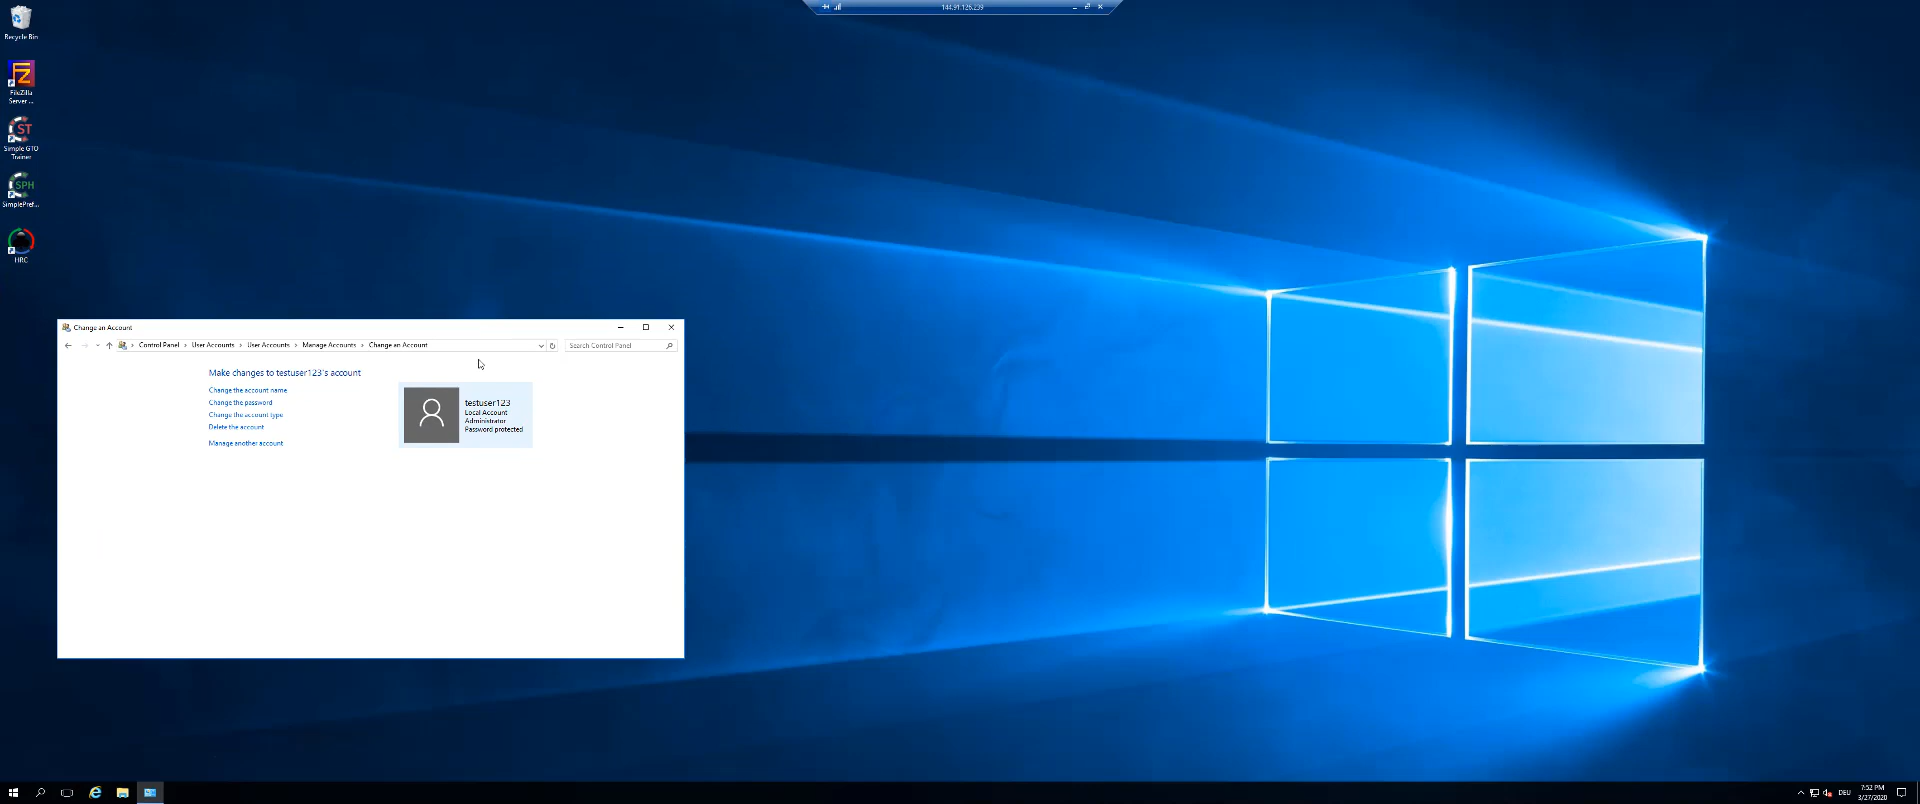 144.91.126.239
Recycle Bin
FileZilla
Server ...
ST
Simple GTO
Trainer
SPH
SimplePref...
HRC
Change an Account
Control Panel
User Accounts
User Accounts
Manage Accounts
Change an Account
Search Control Panel
Make changes to testuser123's account
Change the account name
Change the password
Change the account type
Delete the account
Manage another account
testuser123
Local Account
Administrator
Password protected
DEU
7:52 PM
3/27/2020